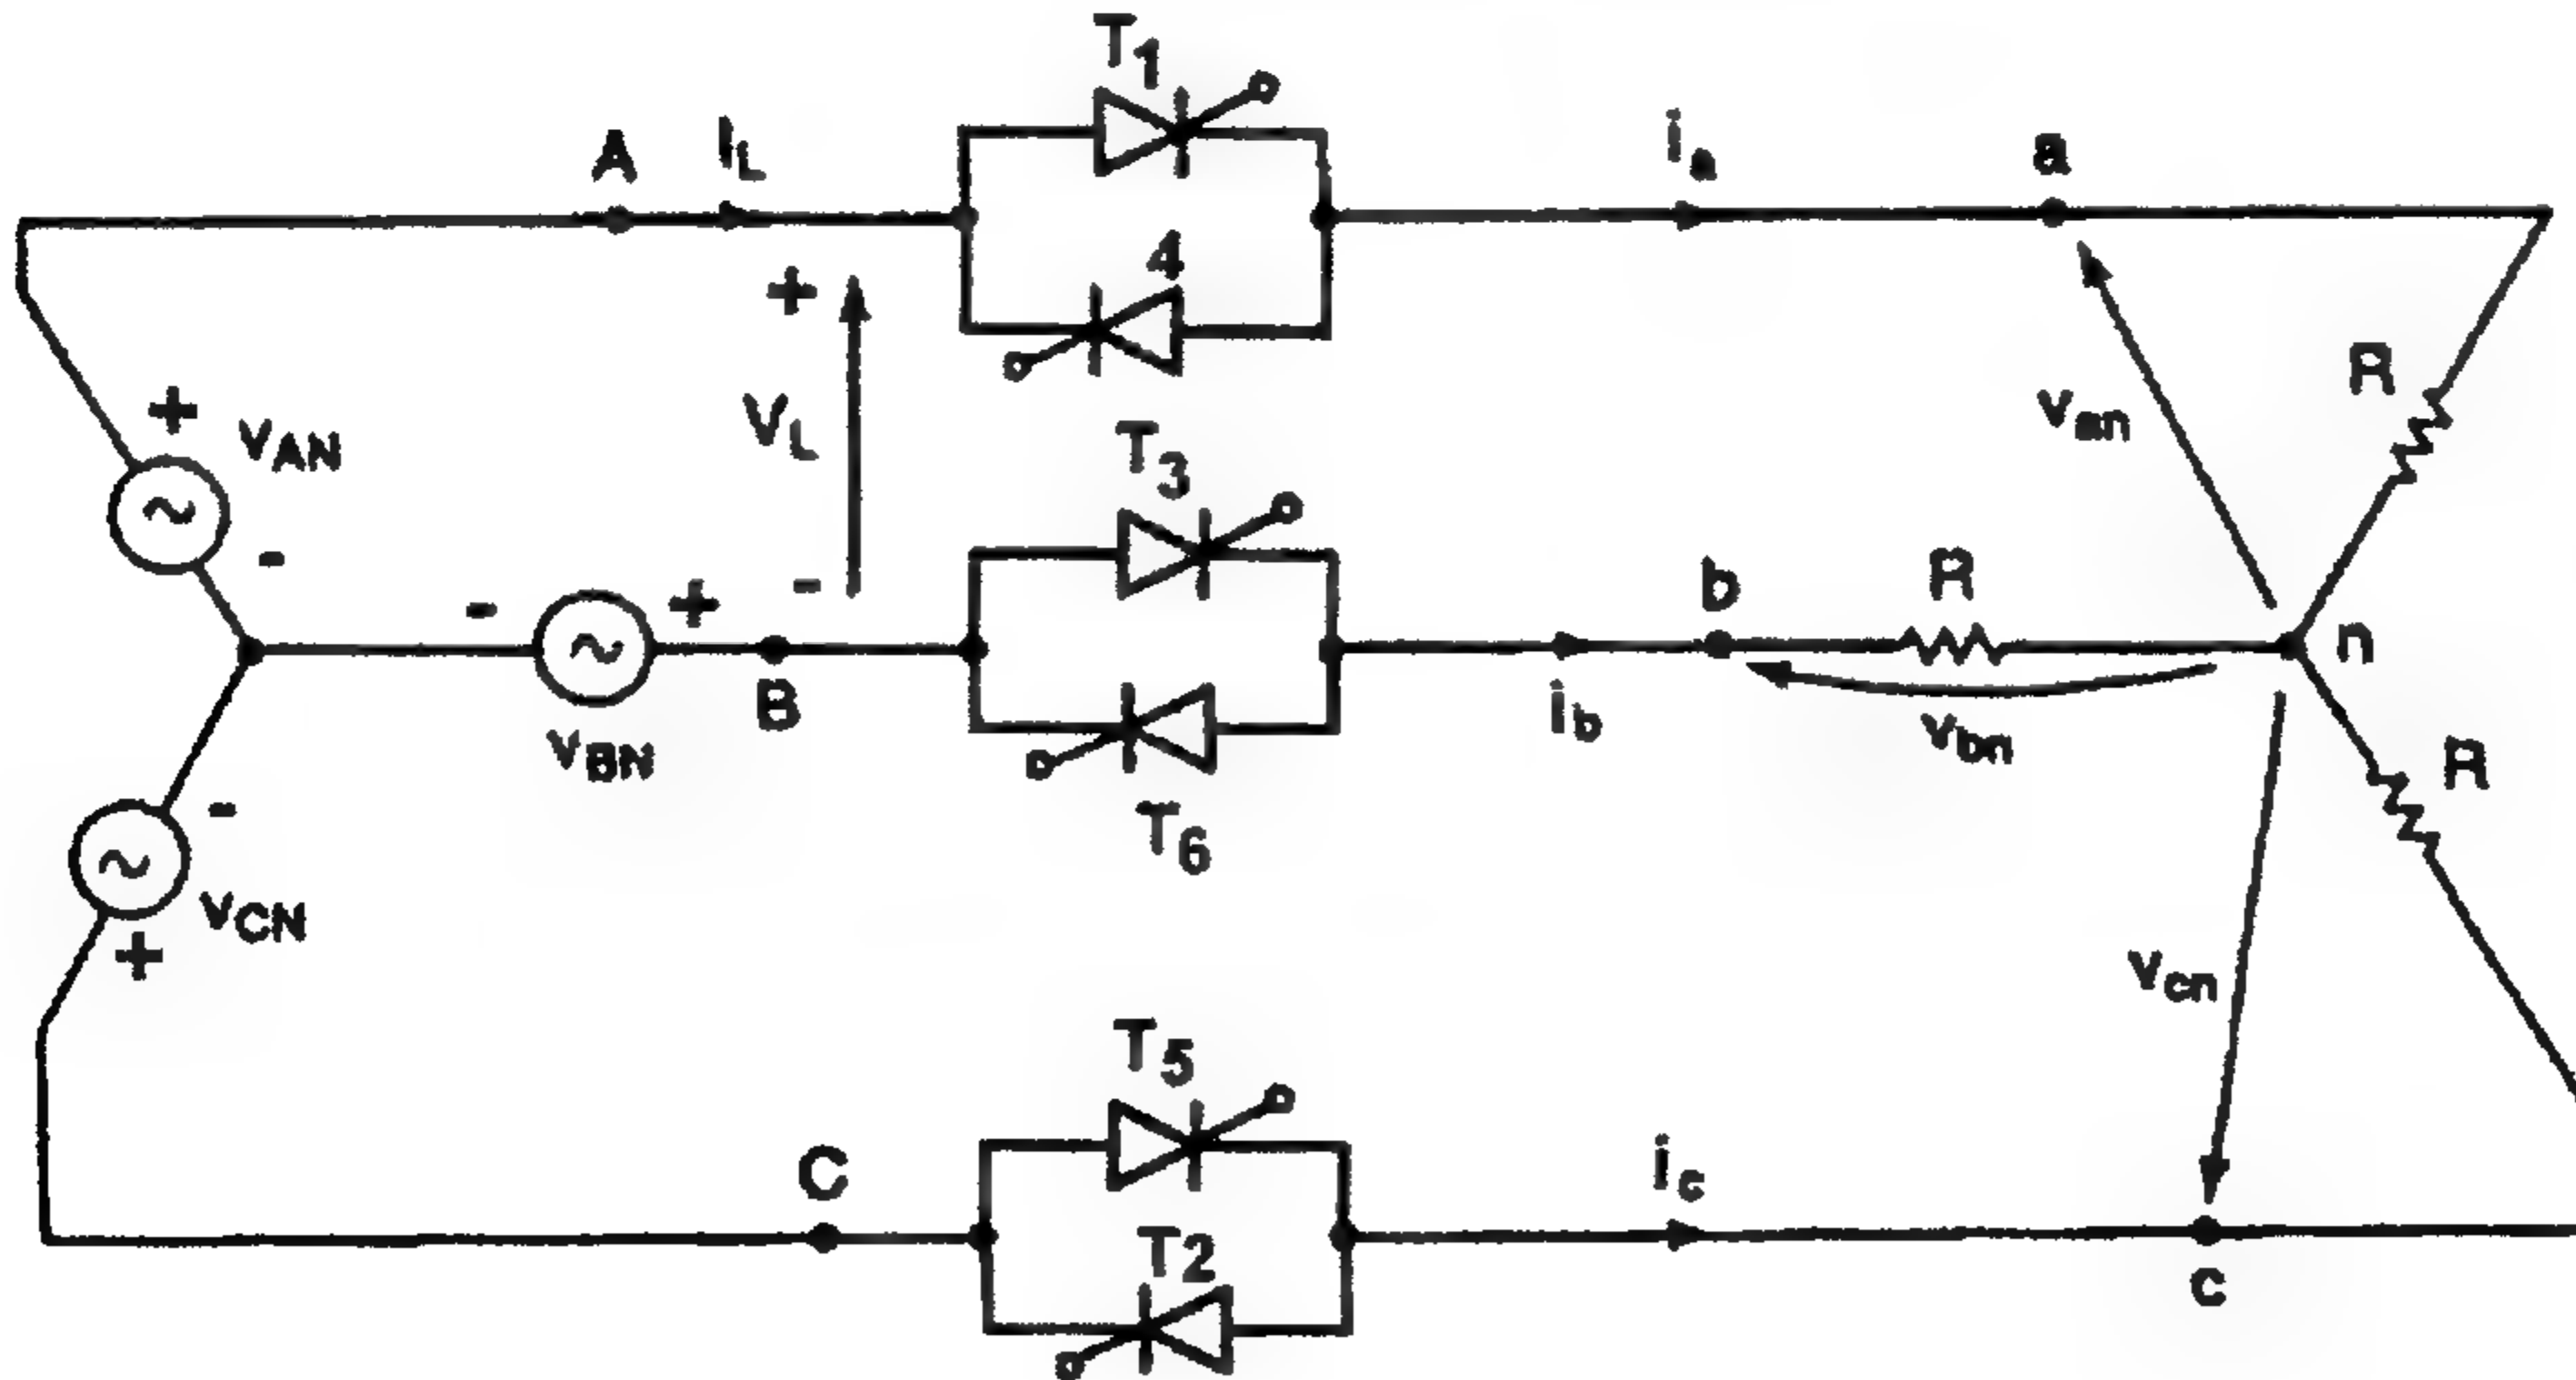 T1
A
IL
ia
a
+
4
R
+
VAN
VL
van
-
T3
-
+
-
b
R
n
B
ib
vbn
R
VBN
-
T6
VCN
+
vcn
T5
C
ic
T2
c